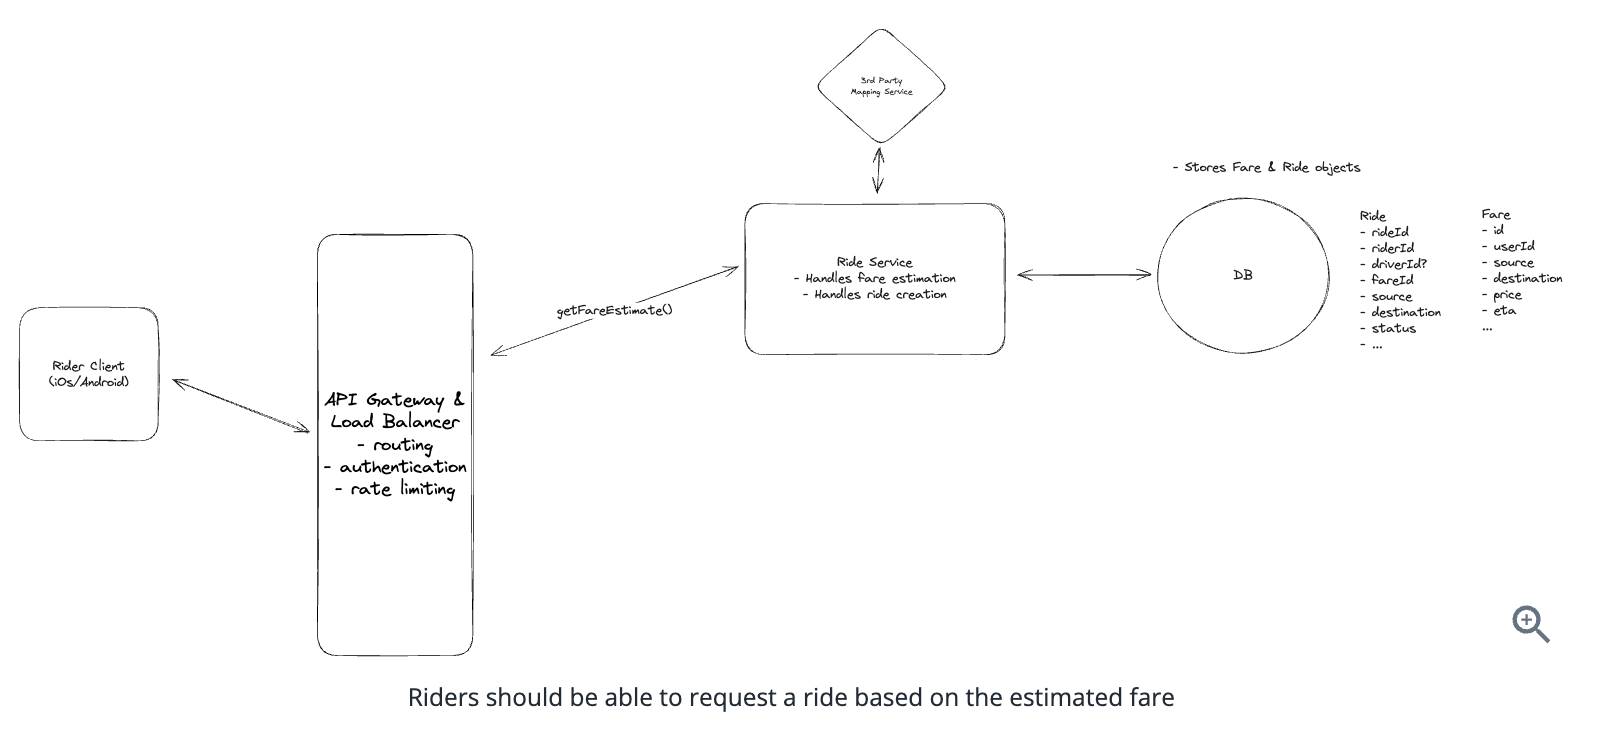 3rd Party
Mapping Service
- Stores Fare & Ride objects
Rider Client
(iOs/Android)
API Gateway &
Load Balancer
- routing
- authentication
- rate limiting
getFareEstimate()
Ride Service
- Handles fare estimation
- Handles ride creation
DB
Ride
- rideId
- riderId
- driverId?
- fareId
- source
- destination
- status
- ...
Fare
- id
- userId
- source
- destination
- price
- eta
...
Riders should be able to request a ride based on the estimated fare